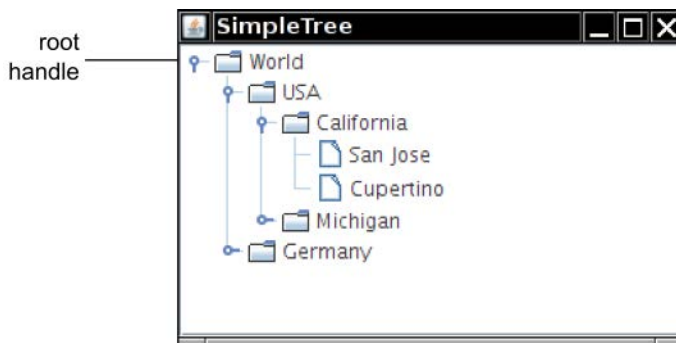 root
handle
SimpleTree
World
USA
California
San Jose
Cupertino
Michigan
Germany